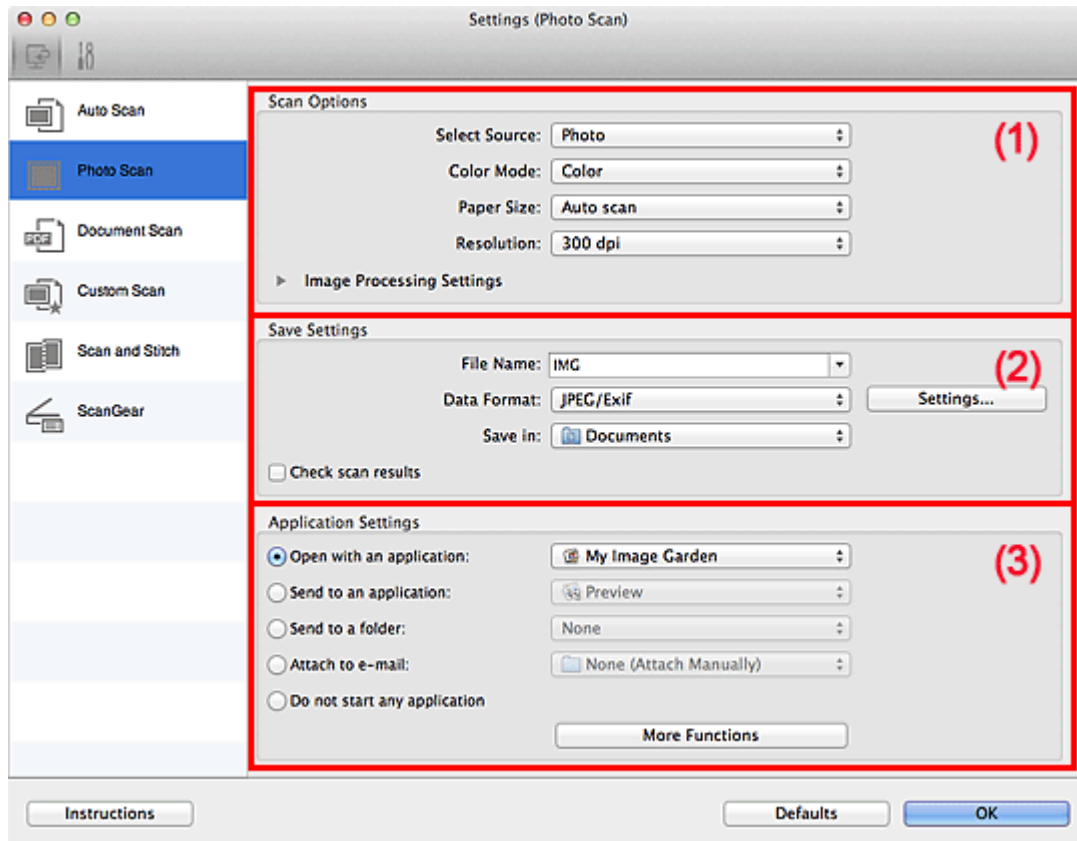 Settings (Photo Scan)
Auto Scan
Photo Scan
PDF Document Scan
Custom Scan
Scan and Stitch
ScanGear
Scan Options
(1)
Select Source: Photo
Color Mode: Color
Paper Size: Auto scan
Resolution: 300 dpi
Image Processing Settings
Save Settings
(2)
File Name: IMG
Data Format: JPEG/Exif Settings...
Save in: Documents
Check scan results
Application Settings
(3)
Open with an application: My Image Garden
Send to an application: Preview
Send to a folder: None
Attach to e-mail: None (Attach Manually)
Do not start any application
More Functions
Instructions Defaults OK